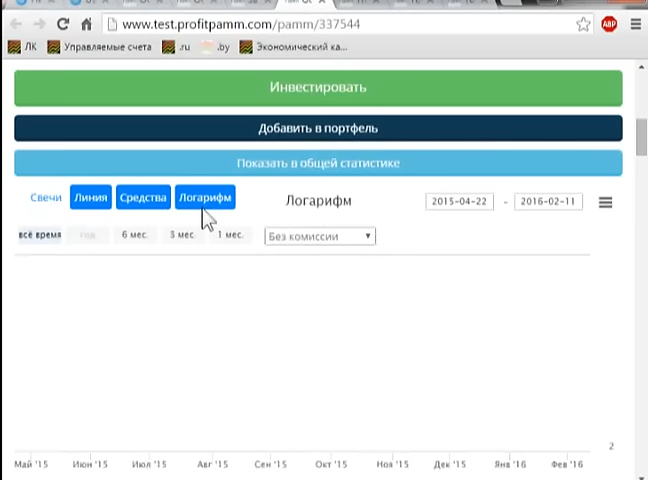 www.test.profitpamm.com/pamm/337544
ABP
ЛК Управляемые счета .ru .by Экономический ка...
Инвестировать
Добавить в портфель
Показать в общей статистике
Свечи Линия Средства Логарифм Логарифм 2015-04-22 - 2016-02-11
всё время год 6 мес. 3 мес. 1 мес. Без комиссии
2
Май '15 Июн '15 Июл '15 Авг '15 Сен '15 Окт '15 Ноя '15 Дек '15 Янв '16 Фев '16